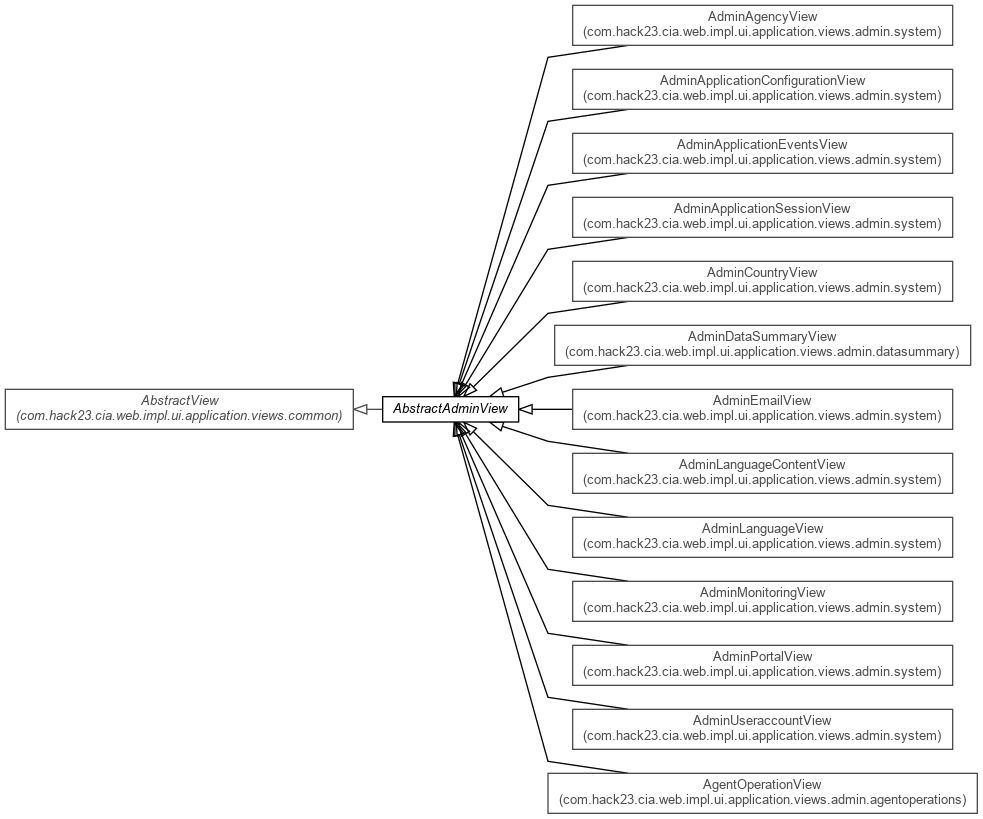 AdminAgencyView
(com.hack23.cia.web.impl.ui.application.views.admin.system)
AdminApplicationConfigurationView
(com.hack23.cia.web.impl.ui.application.views.admin.system)
AdminApplicationEventsView
(com.hack23.cia.web.impl.ui.application.views.admin.system)
AdminApplicationSessionView
(com.hack23.cia.web.impl.ui.application.views.admin.system)
AdminCountryView
(com.hack23.cia.web.impl.ui.application.views.admin.system)
AdminDataSummaryView
(com.hack23.cia.web.impl.ui.application.views.admin.datasummary)
AbstractView
(com.hack23.cia.web.impl.ui.application.views.common)
AbstractAdminView
AdminEmailView
(com.hack23.cia.web.impl.ui.application.views.admin.system)
AdminLanguageContentView
(com.hack23.cia.web.impl.ui.application.views.admin.system)
AdminLanguageView
(com.hack23.cia.web.impl.ui.application.views.admin.system)
AdminMonitoringView
(com.hack23.cia.web.impl.ui.application.views.admin.system)
AdminPortalView
(com.hack23.cia.web.impl.ui.application.views.admin.system)
AdminUseraccountView
(com.hack23.cia.web.impl.ui.application.views.admin.system)
AgentOperationView
(com.hack23.cia.web.impl.ui.application.views.admin.agentoperations)